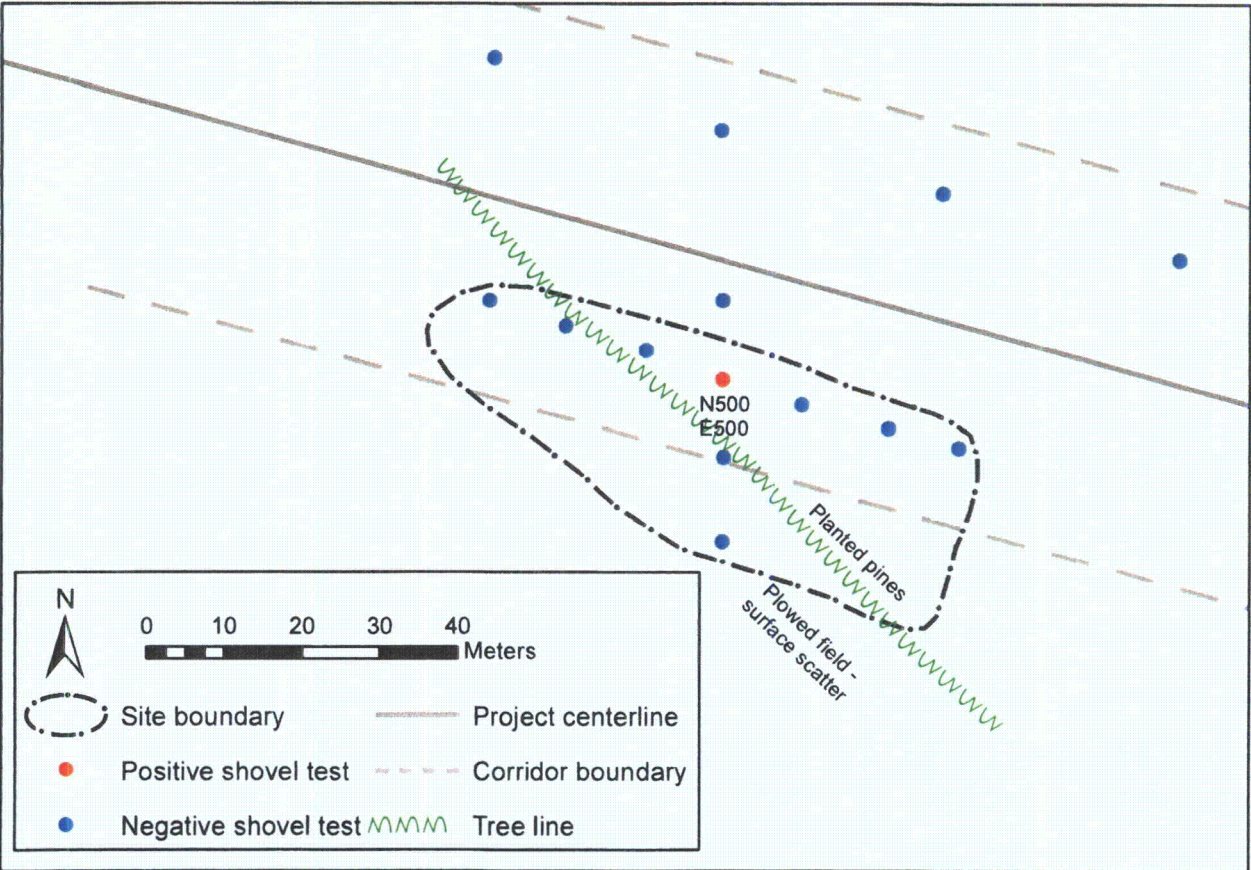 N500
E500
Planted pines
Plowed field -
surface scatter
N
0 10 20 30 40
Meters
Site boundary
Project centerline
Positive shovel test
Corridor boundary
Negative shovel test
Tree line